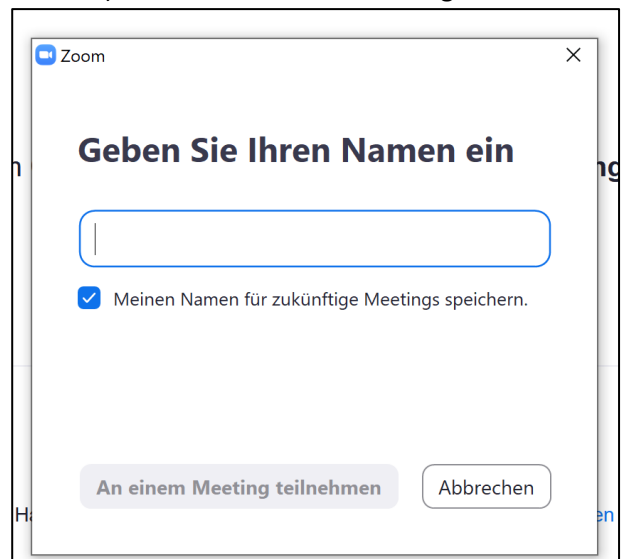 Zoom
Geben Sie Ihren Namen ein
Meinen Namen für zukünftige Meetings speichern.
An einem Meeting teilnehmen
Abbrechen